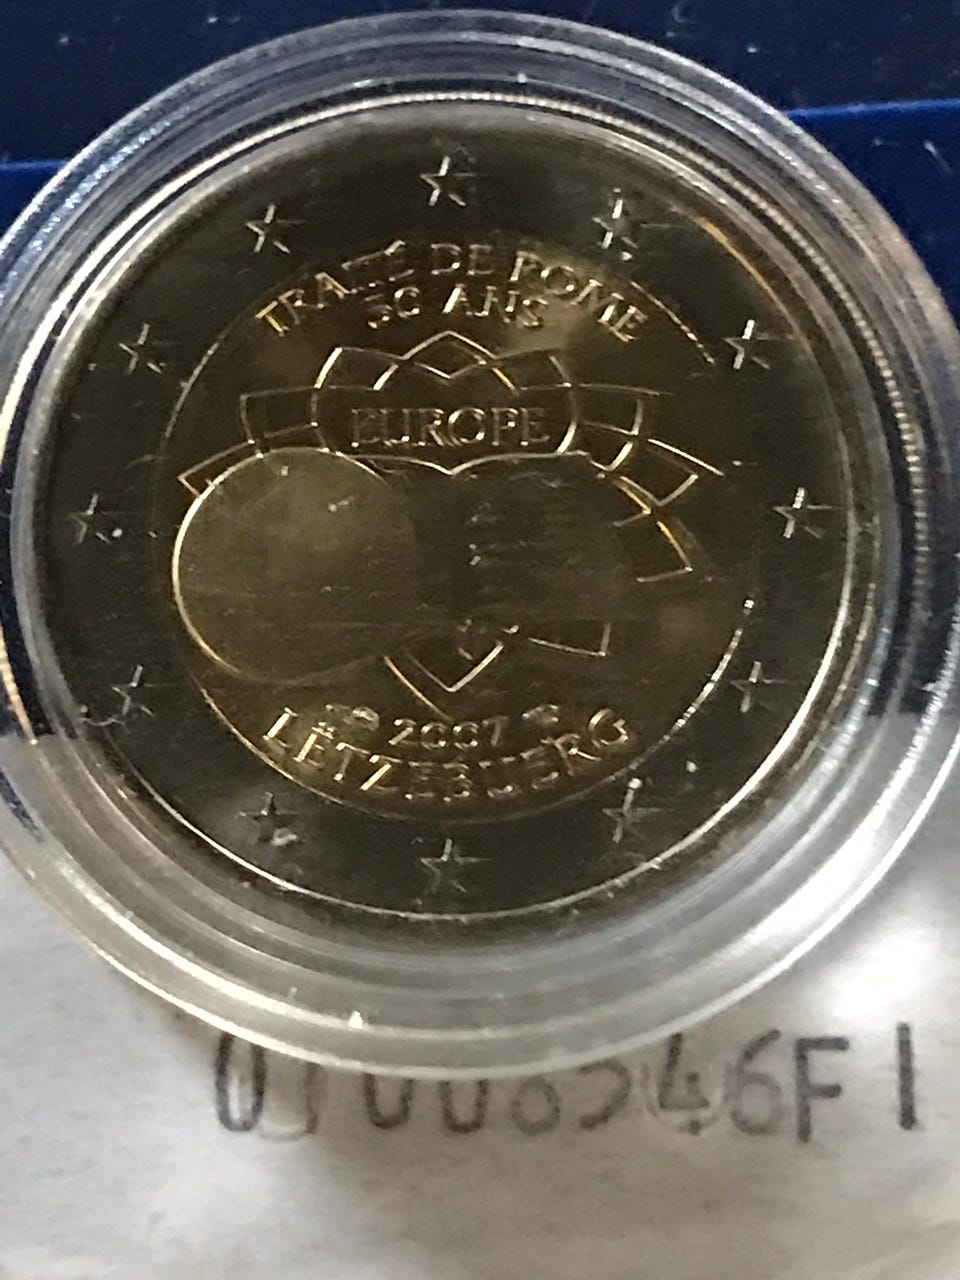 TRAITÉ DE ROME
50 ANS
EUROPE
2007
LËTZEBUERG